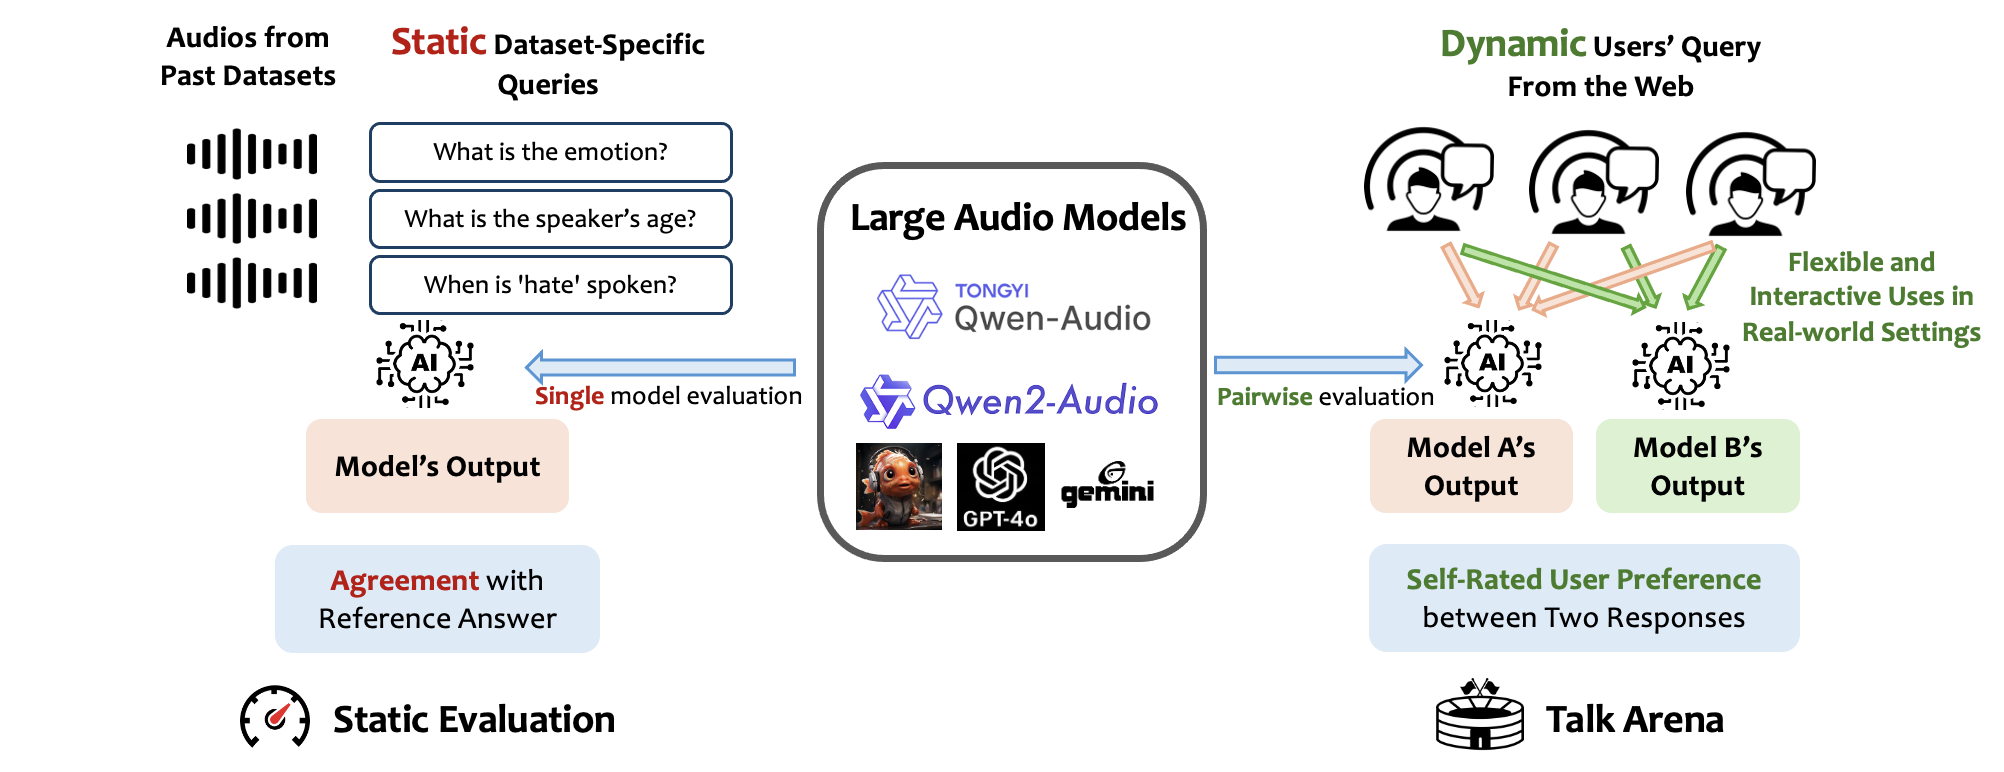 Audios from
Past Datasets
Static Dataset-Specific
Queries
What is the emotion?
What is the speaker's age?
When is 'hate' spoken?
AI
Single model evaluation
Model's Output
Agreement with
Reference Answer
Static Evaluation
Large Audio Models
TONGYI
Qwen-Audio
Qwen2-Audio
GPT-4o
gemini
Dynamic Users' Query
From the Web
Flexible and
Interactive Uses in
Real-world Settings
Pairwise evaluation
AI
AI
Model A's
Output
Model B's
Output
Self-Rated User Preference
between Two Responses
Talk Arena